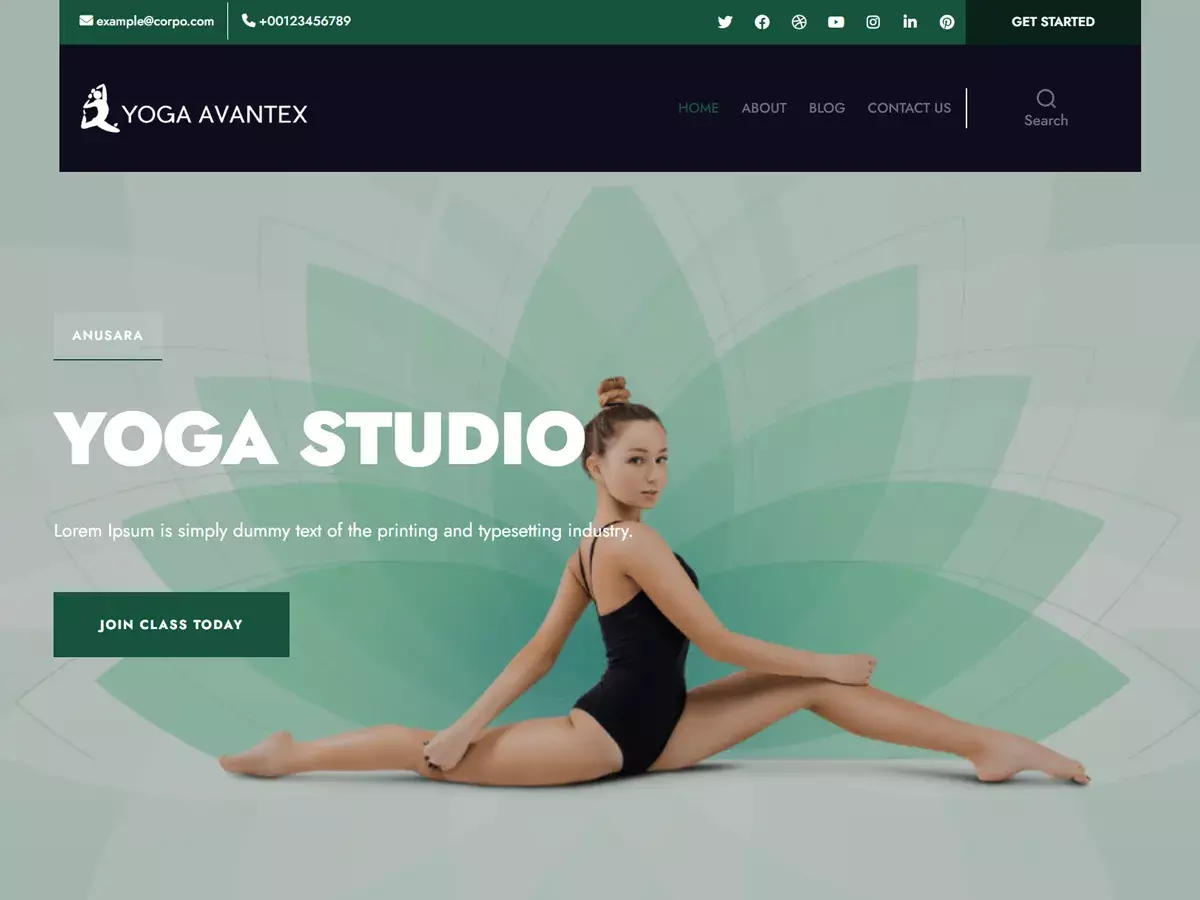 example@corpo.com
+00123456789
GET STARTED
YOGA AVANTEX
HOME
ABOUT
BLOG
CONTACT US
Search
ANUSARA
YOGA STUDIO
Lorem Ipsum is simply dummy text of the printing and typesetting industry.
JOIN CLASS TODAY